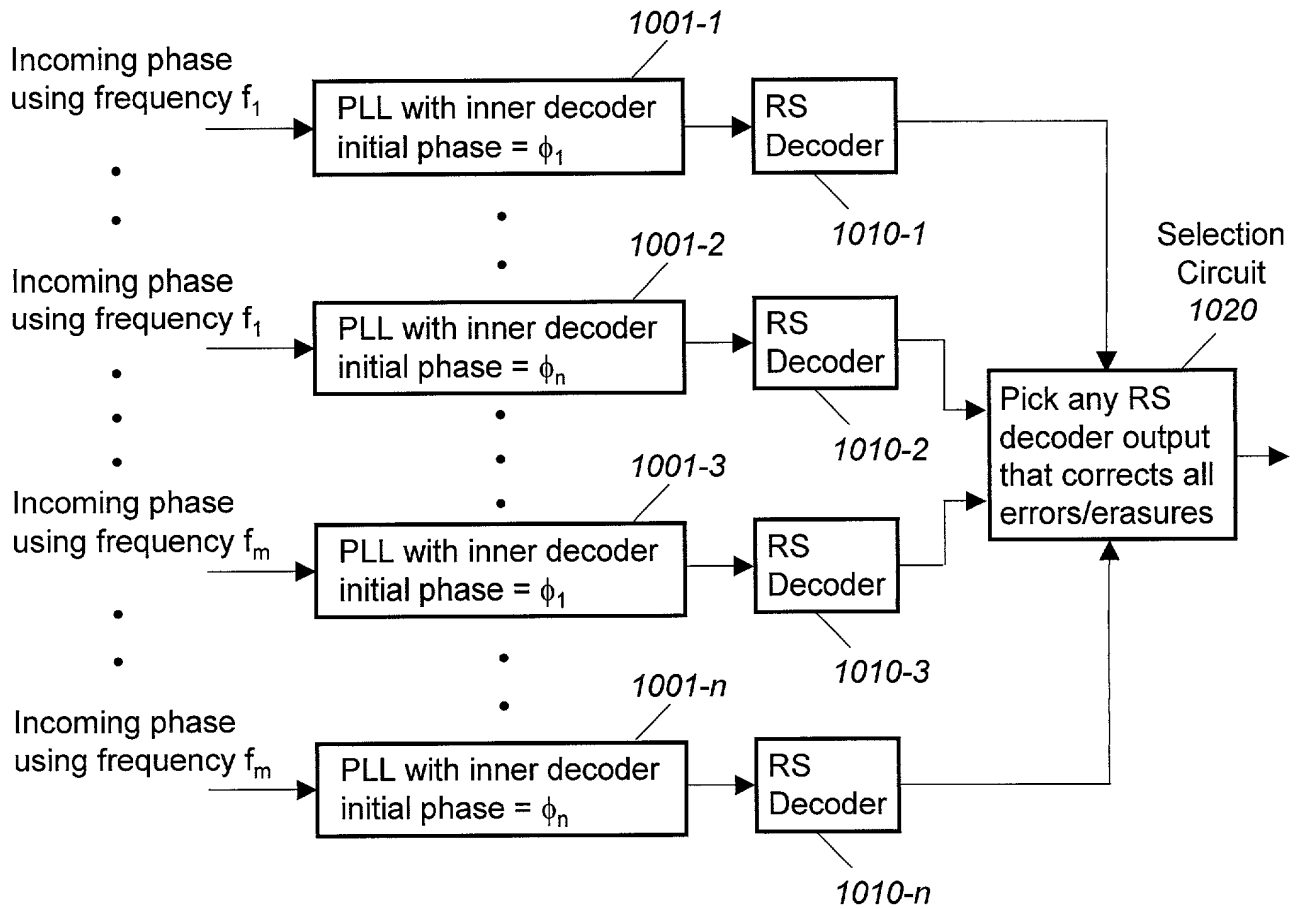 1001-1
Incoming phase
using frequency f₁
PLL with inner decoder
initial phase = ϕ₁
RS
Decoder
1010-1
1001-2
Selection
Circuit
1020
Incoming phase
using frequency f₁
PLL with inner decoder
initial phase = ϕₙ
RS
Decoder
1010-2
Pick any RS
decoder output
that corrects all
errors/erasures
1001-3
Incoming phase
using frequency fₘ
PLL with inner decoder
initial phase = ϕ₁
RS
Decoder
1010-3
1001-n
Incoming phase
using frequency fₘ
PLL with inner decoder
initial phase = ϕₙ
RS
Decoder
1010-n